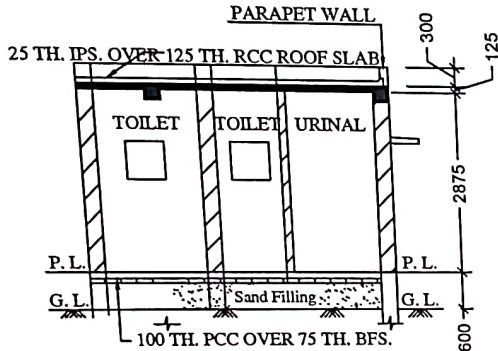 PARAPET WALL
25 TH. IPS. OVER 125 TH. RCC ROOF SLAB
300
125
TOILET
TOILET
URINAL
2875
P. L.
P. L.
G. L.
Sand Filling
G. L.
600
100 TH. PCC OVER 75 TH. BFS.